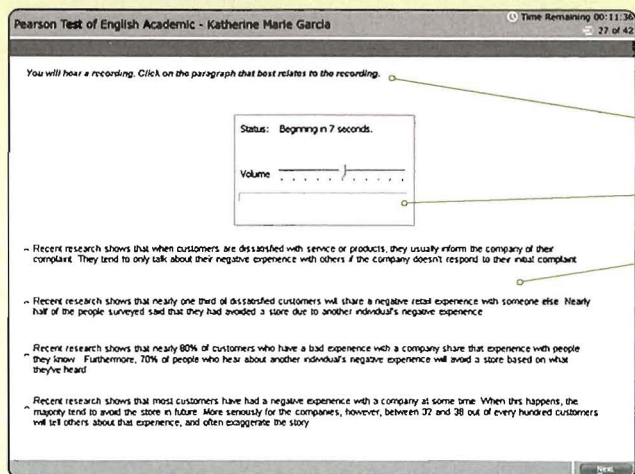 Pearson Test of English Academic - Katherine Marie Garcia
Time Remaining 00:11:36
27 of 42
You will hear a recording. Click on the paragraph that best relates to the recording.
Status: Beginning in 7 seconds.
Volume
Recent research shows that when customers are dissatisfied with service or products, they usually inform the company of their
complaint. They tend to only talk about their negative experience with others if the company doesn't respond to their initial complaint
Recent research shows that nearly one third of dissatisfied customers will share a negative retail experience with someone else. Nearly
half of the people surveyed said that they had avoided a store due to another individual's negative experience
Recent research shows that nearly 80% of customers who have a bad experience with a company share that experience with people
they know. Furthermore, 70% of people who hear about another individual's negative experience will avoid a store based on what
they've heard
Recent research shows that most customers have had a negative experience with a company at some time. When this happens, the
majority tend to avoid the store in future. More seriously for the companies, however, between 32 and 38 out of every hundred customers
will tell others about that experience, and often exaggerate the story
Next